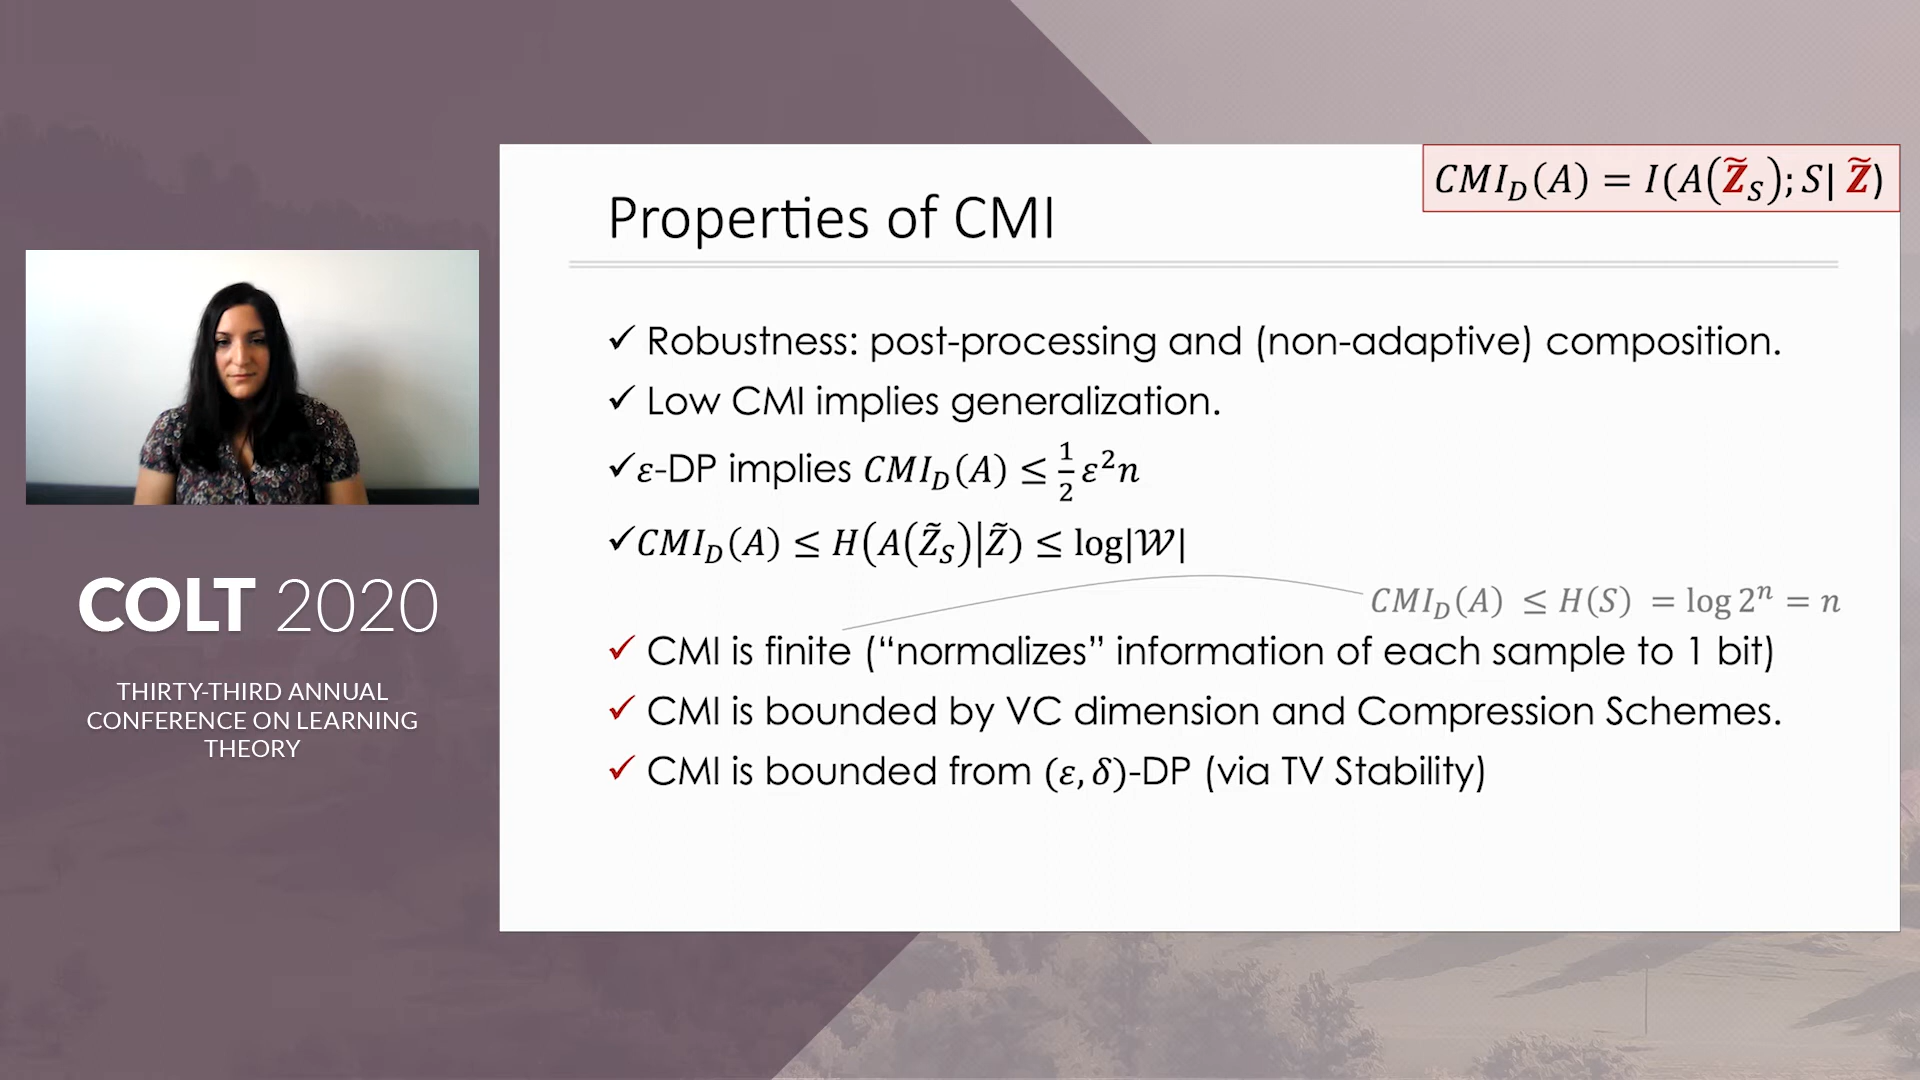 CMI_D(A) = I(A(Z̃_S); S| Z̃)
Properties of CMI
✓ Robustness: post-processing and (non-adaptive) composition.
✓ Low CMI implies generalization.
✓ ε-DP implies CMI_D(A) ≤ 1/2 ε²n
✓ CMI_D(A) ≤ H(A(Z̃_S)|Z̃) ≤ log|𝒲|
CMI_D(A) ≤ H(S) = log 2ⁿ = n
✓ CMI is finite (“normalizes” information of each sample to 1 bit)
✓ CMI is bounded by VC dimension and Compression Schemes.
✓ CMI is bounded from (ε, δ)-DP (via TV Stability)
COLT 2020
THIRTY-THIRD ANNUAL
CONFERENCE ON LEARNING
THEORY